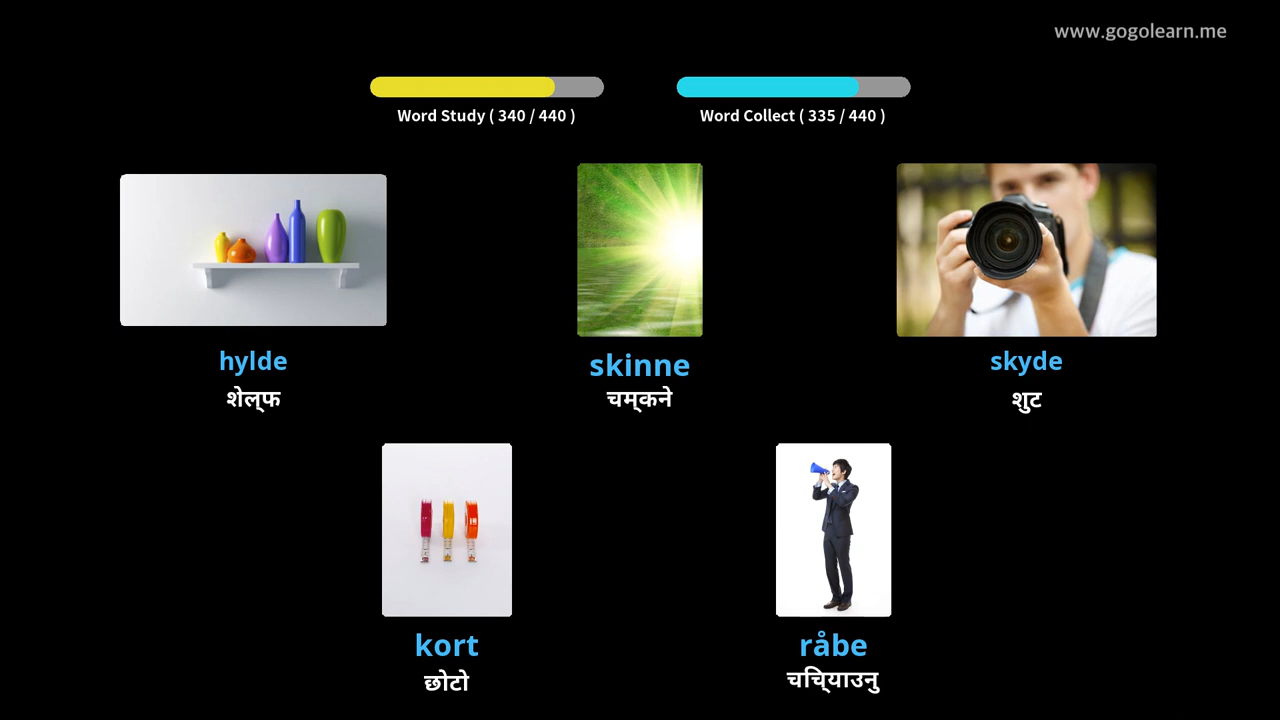 www.gogolearn.me
Word Study ( 340 / 440 )
Word Collect ( 335 / 440 )
hylde
शेल्फ
skinne
चम्कने
skyde
शुट
kort
छोटो
råbe
चिच्याउनु